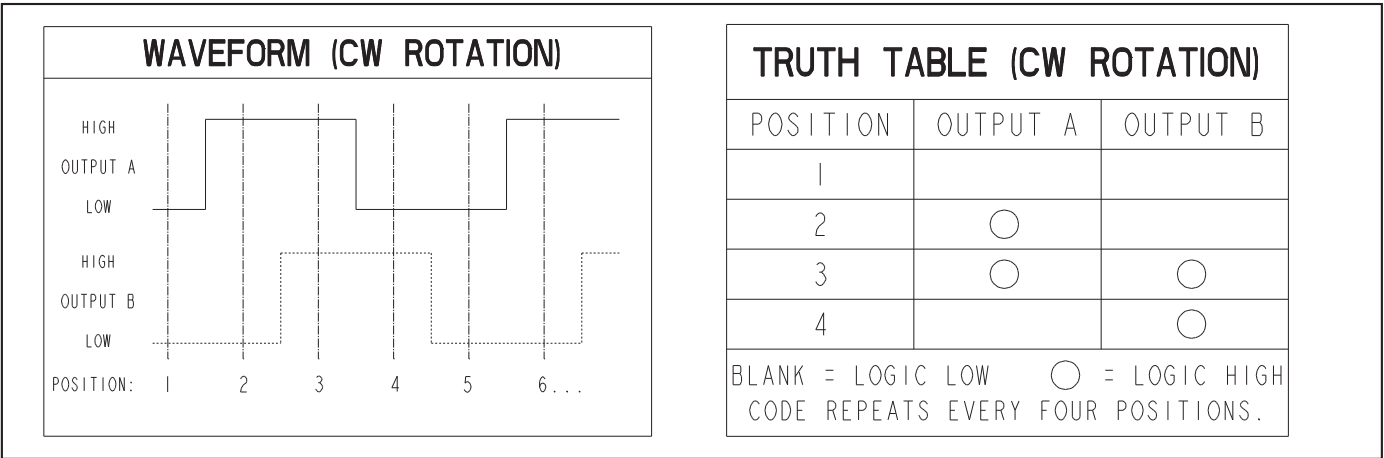 WAVEFORM (CW ROTATION)
HIGH
OUTPUT A
LOW
HIGH
OUTPUT B
LOW
POSITION: 1 2 3 4 5 6...
TRUTH TABLE (CW ROTATION)
POSITION OUTPUT A OUTPUT B
1
2
3
4
BLANK = LOGIC LOW ◯ = LOGIC HIGH
CODE REPEATS EVERY FOUR POSITIONS.